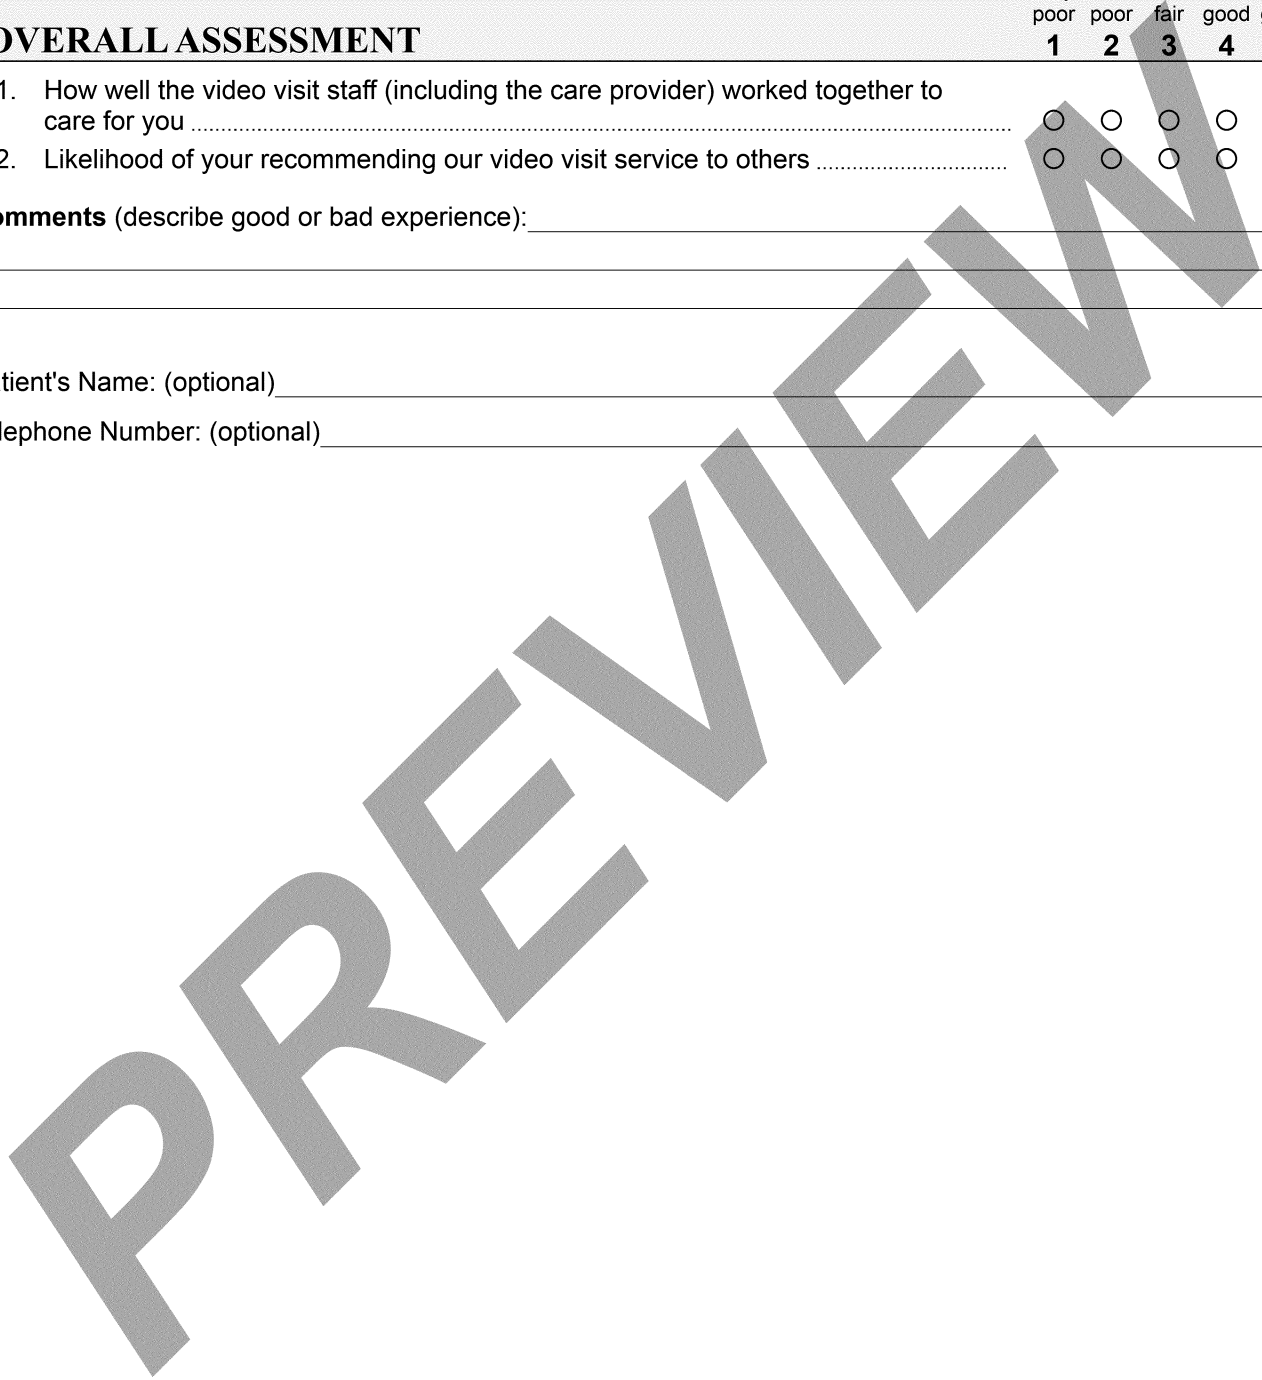 poor poor fair good
OVERALL ASSESSMENT 1 2 3 4
1. How well the video visit staff (including the care provider) worked together to
care for you
2. Likelihood of your recommending our video visit service to others
omments (describe good or bad experience):
tient's Name: (optional)
lephone Number: (optional)
PREVIEW